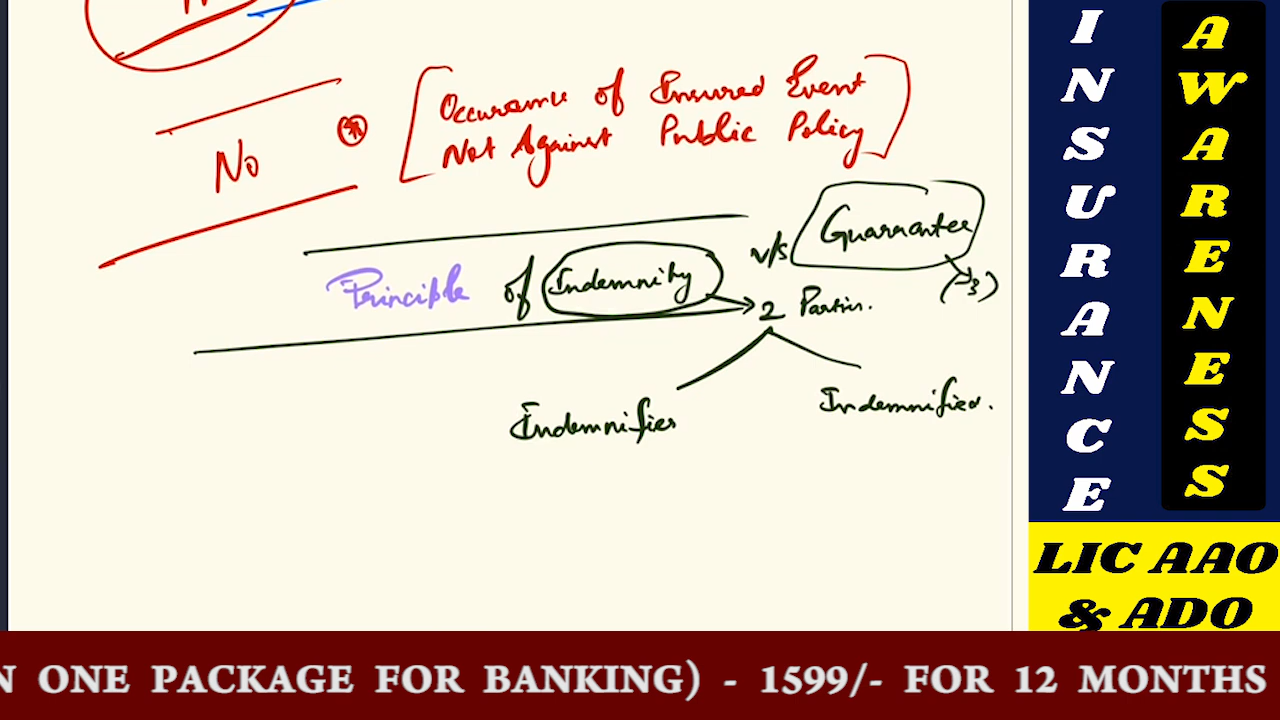 Occurance of Insured Event
No * Not Against Public Policy
Principle of Indemnity v/s Guarantee
2 Parties. (→3)
Indemnifier Indemnified.
INSURANCE
AWARENESS
LIC AAO
& ADO
N ONE PACKAGE FOR BANKING) - 1599/- FOR 12 MONTHS